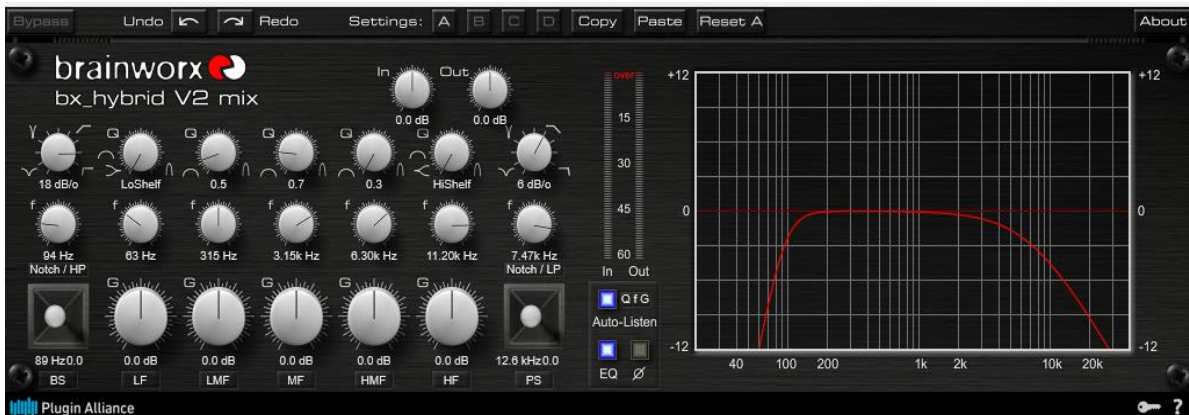 Bypass Undo Redo Settings: A B C D Copy Paste Reset A About
brainworx
bx_hybrid V2 mix
In Out
0.0 dB 0.0 dB
Q Q Q Q Q
18 dB/o LoShelf 0.5 0.7 0.3 HiShelf 6 dB/o
f f f f f f f
94 Hz 63 Hz 315 Hz 3.15k Hz 6.30k Hz 11.20k Hz 7.47k Hz
Notch / HP Notch / LP
G G G G G
89 Hz 0.0 0.0 dB 0.0 dB 0.0 dB 0.0 dB 0.0 dB 12.6 kHz 0.0
BS LF LMF MF HMF HF PS
over
15
30
45
60
In Out
Q f G
Auto-Listen
EQ Ø
+12 +12
0 0
-12 -12
40 100 200 1k 2k 10k 20k
Plugin Alliance ?